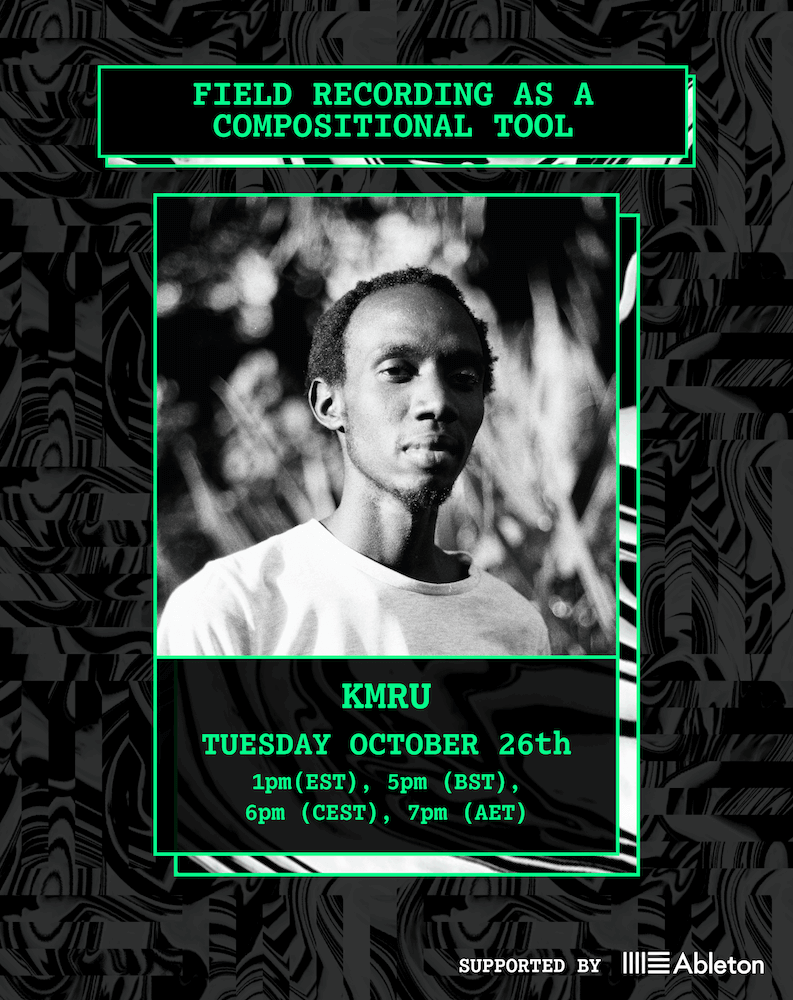 FIELD RECORDING AS A
COMPOSITIONAL TOOL
KMRU
TUESDAY OCTOBER 26th
1pm(EST), 5pm (BST),
6pm (CEST), 7pm (AET)
SUPPORTED BY Ableton